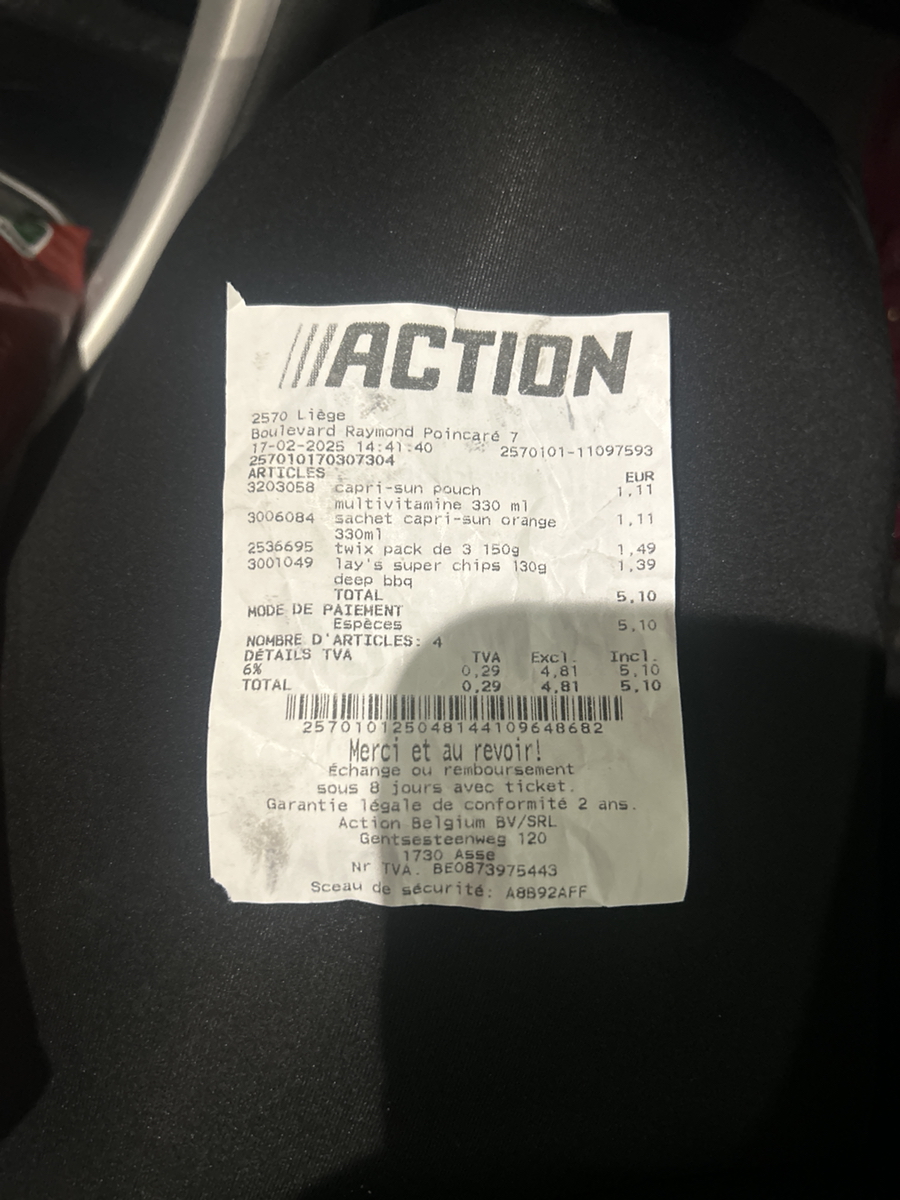 ACTION
2570 Liège
Boulevard Raymond Poincaré 7
17-02-2025 14:41:40 2570101-11097593
257010170307304
ARTICLES EUR
3203058 capri-sun pouch 1,11
multivitamine 330 ml
3006084 sachet capri-sun orange 1,11
330ml
2536695 twix pack de 3 150g 1,49
3001049 lay's super chips 130g 1,39
deep bbq
TOTAL 5,10
MODE DE PAIEMENT
Espèces 5,10
NOMBRE D'ARTICLES: 4
DÉTAILS TVA TVA Excl. Incl.
6% 0,29 4,81 5,10
TOTAL 0,29 4,81 5,10
257010125048144109648682
Merci et au revoir!
Échange ou remboursement
sous 8 jours avec ticket.
Garantie légale de conformité 2 ans.
Action Belgium BV/SRL
Gentsesteenweg 120
1730 Asse
Nr TVA. BE0873975443
Sceau de sécurité: A8B92AFF